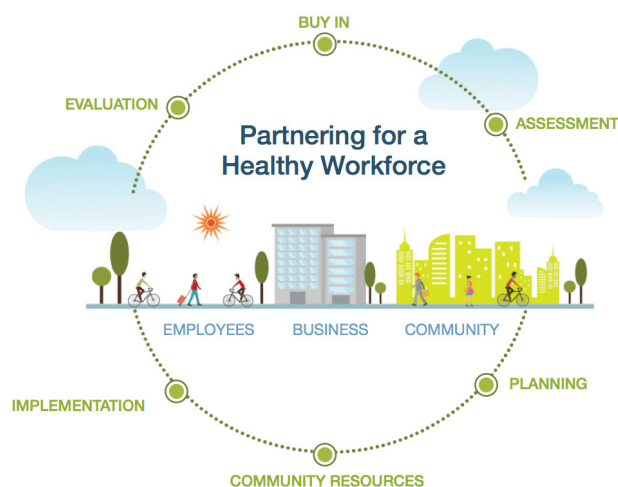 BUY IN
EVALUATION
ASSESSMENT
Partnering for a
Healthy Workforce
EMPLOYEES
BUSINESS
COMMUNITY
PLANNING
IMPLEMENTATION
COMMUNITY RESOURCES